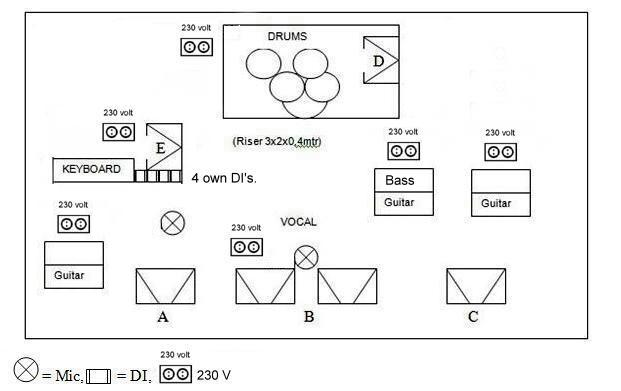 230 volt
DRUMS
D
230 volt
E
(Riser 3x2x0,4mtr)
230 volt
230 volt
KEYBOARD
4 own DI's.
Bass
Guitar
Guitar
230 volt
230 volt
VOCAL
Guitar
A
B
C
230 volt
= Mic, = DI, 230 V